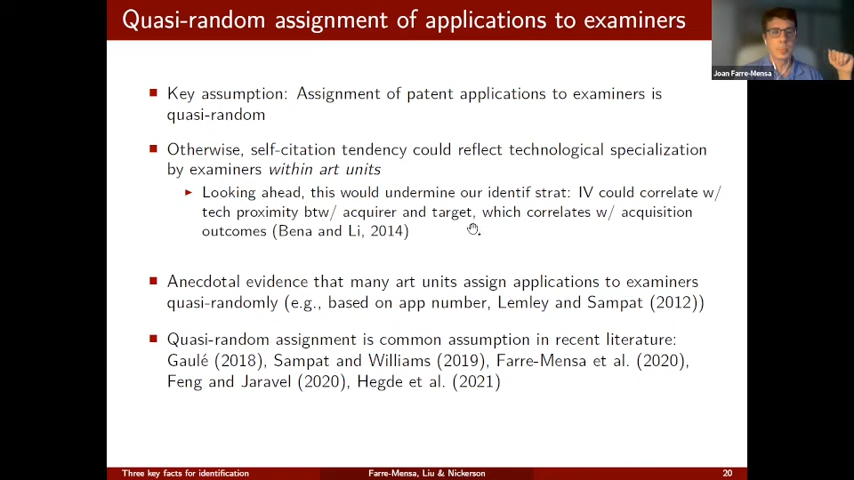 Quasi-random assignment of applications to examiners
Joan Farre-Mensa
Key assumption: Assignment of patent applications to examiners is
quasi-random
Otherwise, self-citation tendency could reflect technological specialization
by examiners within art units
Looking ahead, this would undermine our identif strat: IV could correlate w/
tech proximity btw/ acquirer and target, which correlates w/ acquisition
outcomes (Bena and Li, 2014)
Anecdotal evidence that many art units assign applications to examiners
quasi-randomly (e.g., based on app number, Lemley and Sampat (2012))
Quasi-random assignment is common assumption in recent literature:
Gaulé (2018), Sampat and Williams (2019), Farre-Mensa et al. (2020),
Feng and Jaravel (2020), Hegde et al. (2021)
Three key facts for identification
Farre-Mensa, Liu & Nickerson
20